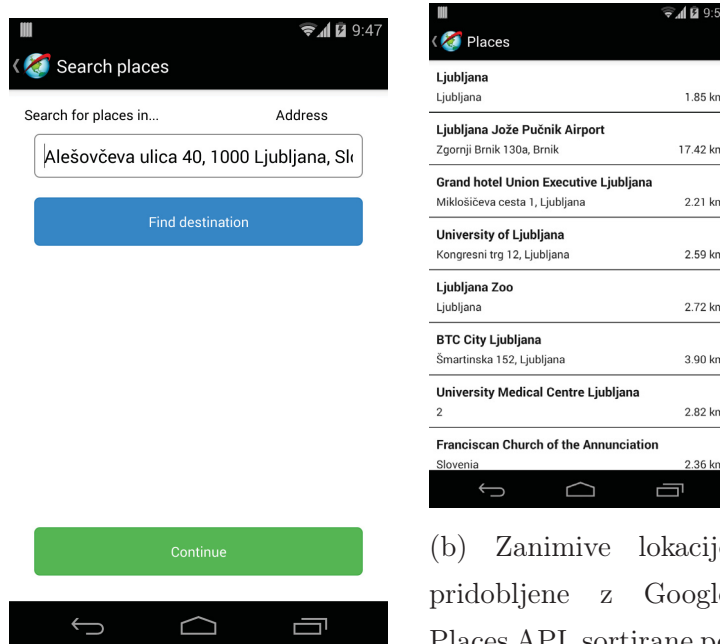 9:47
Search places
Search for places in... Address
Alešovčeva ulica 40, 1000 Ljubljana, Slo
Find destination
Continue
9:5
Places
Ljubljana
Ljubljana 1.85 km
Ljubljana Jože Pučnik Airport
Zgornji Brnik 130a, Brnik 17.42 km
Grand hotel Union Executive Ljubljana
Miklošičeva cesta 1, Ljubljana 2.21 km
University of Ljubljana
Kongresni trg 12, Ljubljana 2.59 km
Ljubljana Zoo
Ljubljana 2.72 km
BTC City Ljubljana
Šmartinska 152, Ljubljana 3.90 km
University Medical Centre Ljubljana
2 2.82 km
Franciscan Church of the Annunciation
Slovenia 2.36 km
(b) Zanimive lokacije
pridobljene z Google
Places API, sortirane po